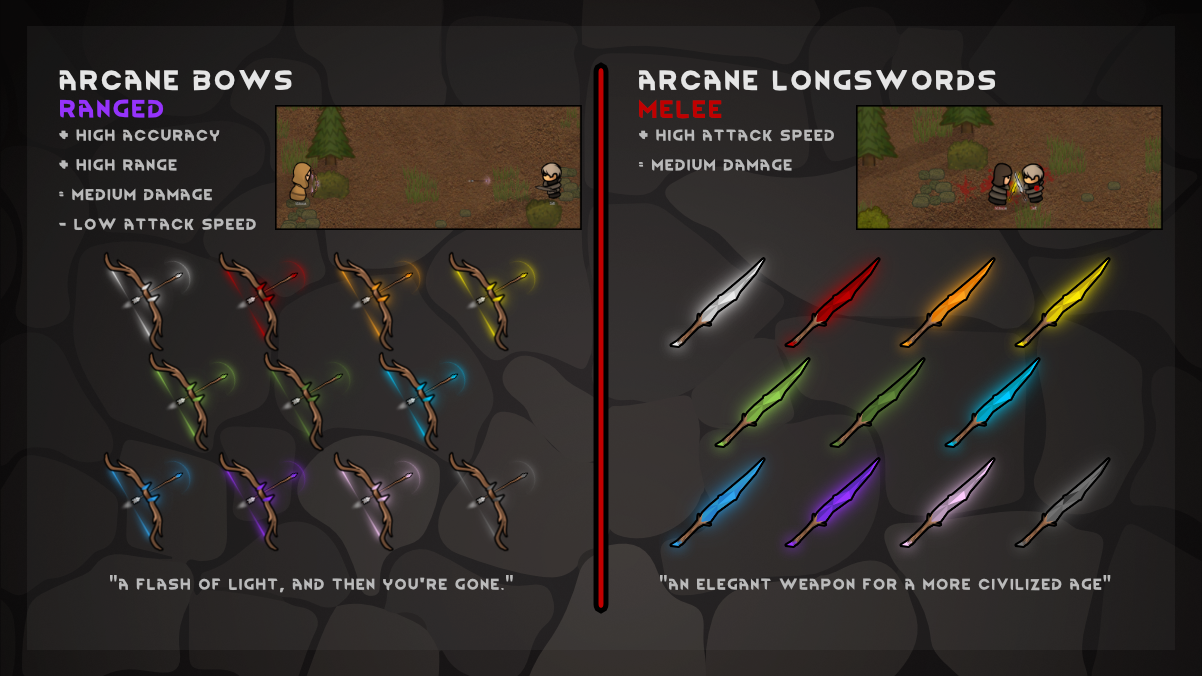 ARCANE BOWS
RANGED
+ HIGH ACCURACY
+ HIGH RANGE
= MEDIUM DAMAGE
- LOW ATTACK SPEED
"A FLASH OF LIGHT, AND THEN YOU'RE GONE."
ARCANE LONGSWORDS
MELEE
+ HIGH ATTACK SPEED
= MEDIUM DAMAGE
"AN ELEGANT WEAPON FOR A MORE CIVILIZED AGE"